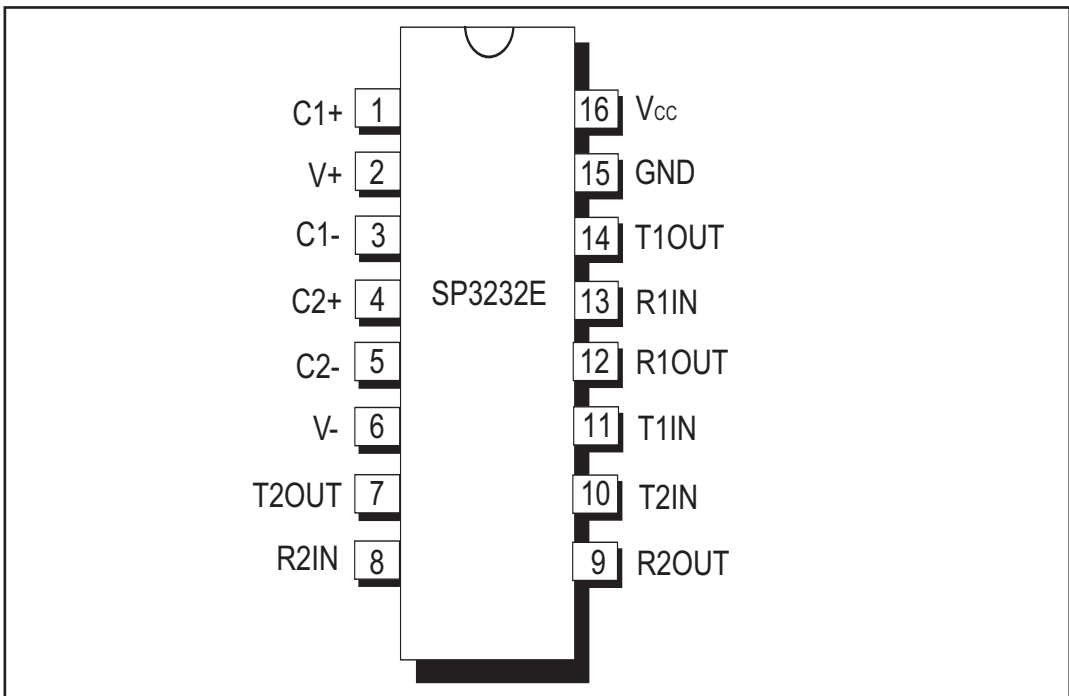 C1+ 1
V+ 2
C1- 3
C2+ 4
C2- 5
V- 6
T2OUT 7
R2IN 8
SP3232E
16 Vcc
15 GND
14 T1OUT
13 R1IN
12 R1OUT
11 T1IN
10 T2IN
9 R2OUT